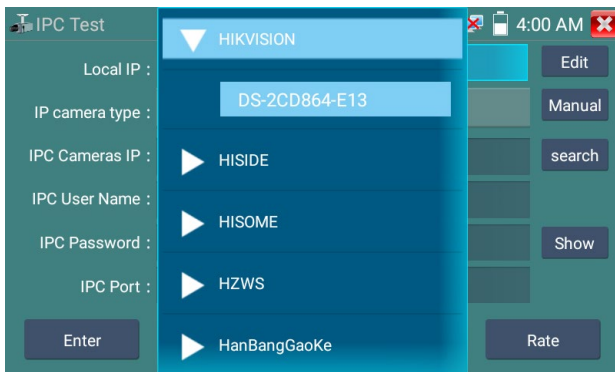 IPC Test
4:00 AM
HIKVISION
Local IP :
Edit
DS-2CD864-E13
IP camera type :
Manual
IPC Cameras IP :
HISIDE
search
IPC User Name :
HISOME
IPC Password :
Show
IPC Port :
HZWS
Enter
HanBangGaoKe
Rate